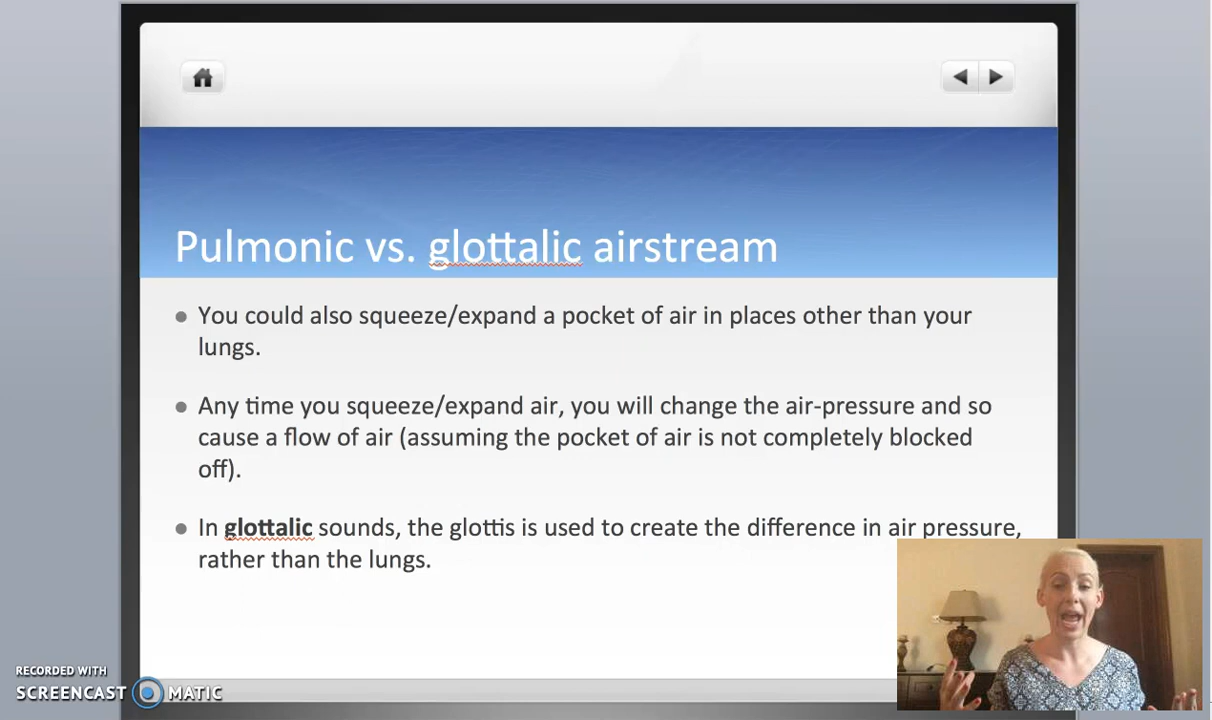 Pulmonic vs. glottalic airstream
You could also squeeze/expand a pocket of air in places other than your
lungs.
Any time you squeeze/expand air, you will change the air-pressure and so
cause a flow of air (assuming the pocket of air is not completely blocked
off).
In glottalic sounds, the glottis is used to create the difference in air pressure,
rather than the lungs.
RECORDED WITH
SCREENCAST MATIC